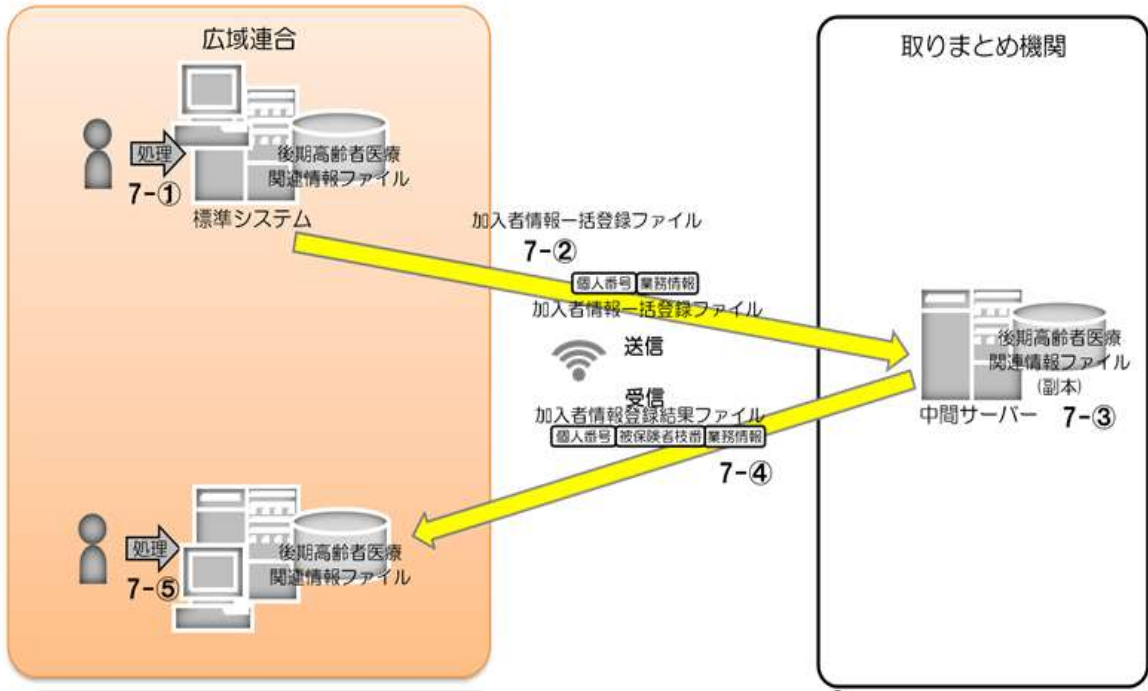 広域連合
取りまとめ機関
処理
7-①
後期高齢者医療
関連情報ファイル
標準システム
加入者情報一括登録ファイル
7-②
個人番号 業務情報
加入者情報一括登録ファイル
送信
受信
加入者情報登録結果ファイル
個人番号 被保険者枝番 業務情報
7-④
後期高齢者医療
関連情報ファイル
(副本)
中間サーバー
7-③
処理
7-⑤
後期高齢者医療
関連情報ファイル